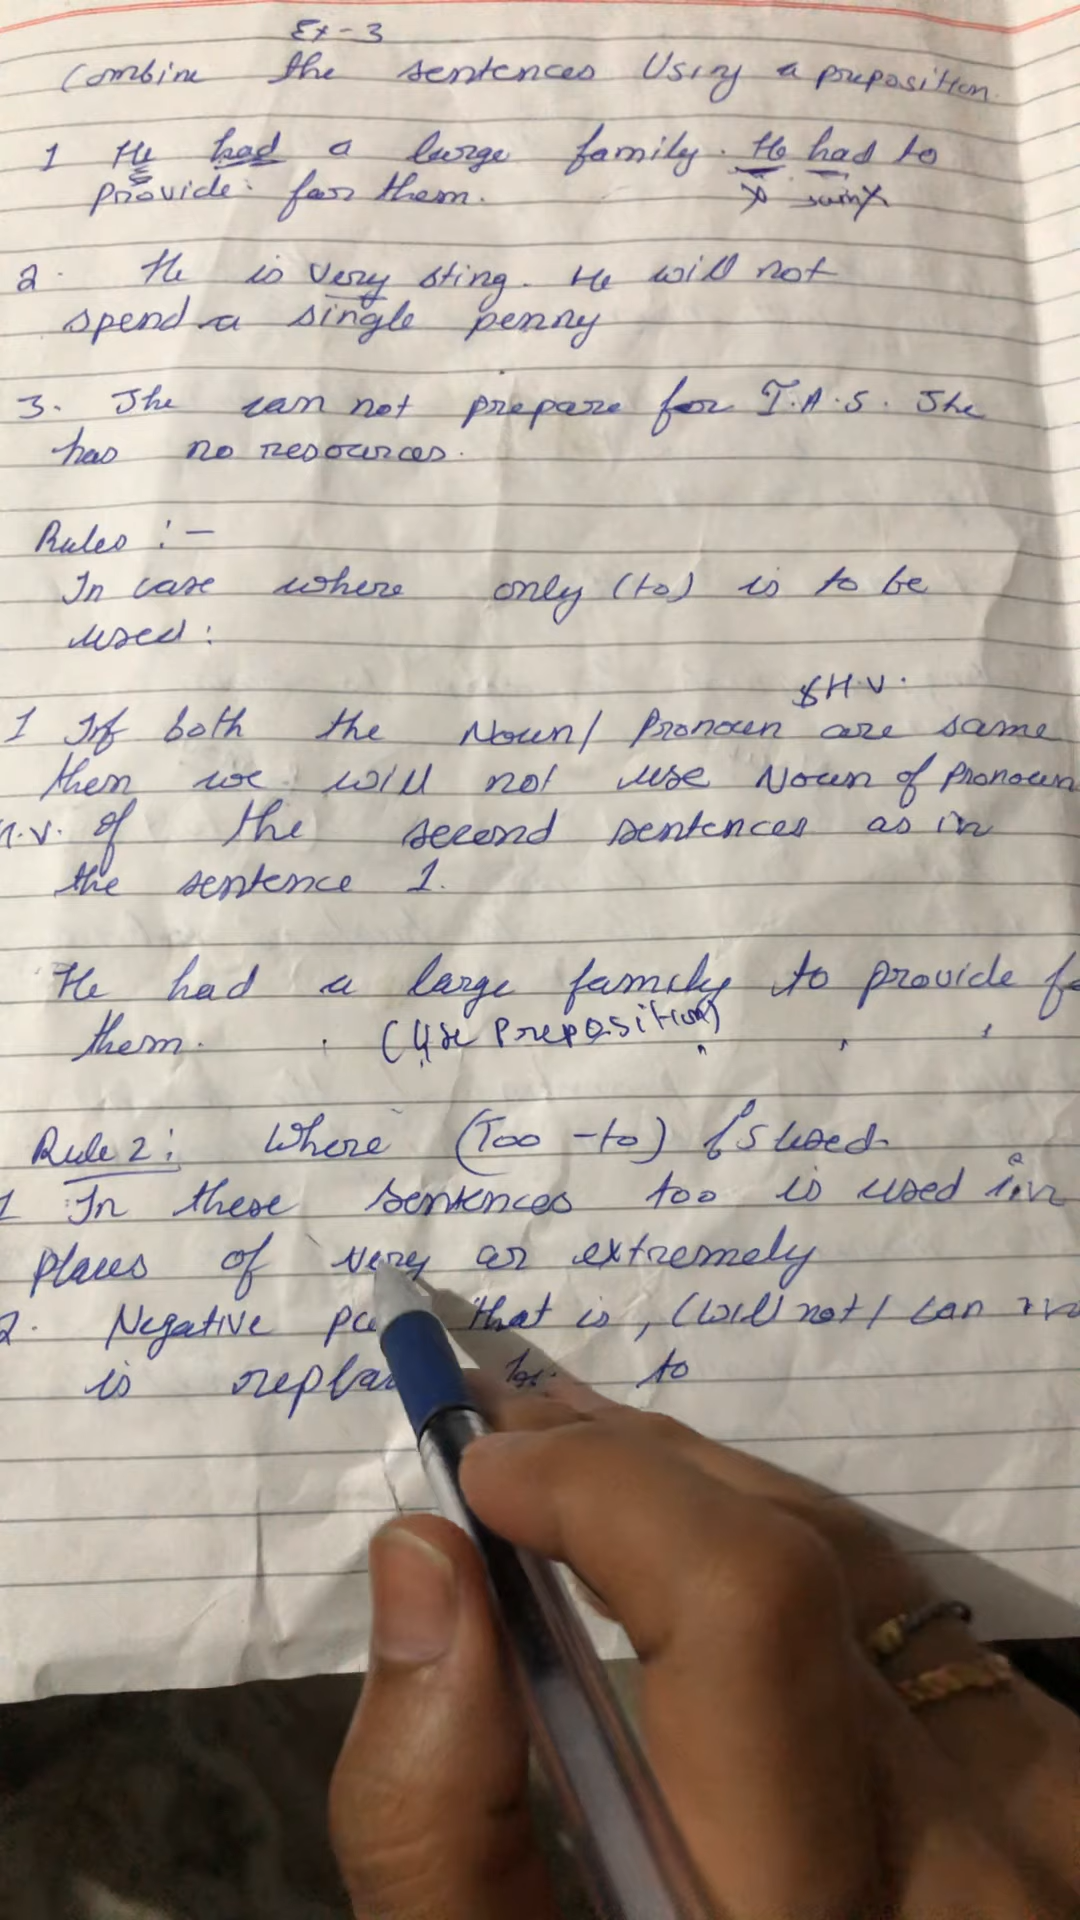 Ex-3
Combine the sentences Using a preposition.
1 He had a large family. He had to
provide for them. same
2. He is very sting. He will not
spend a single penny
3. She can not prepare for I.A.S. She
has no resources.
Rules :-
In case where only (to) is to be
used:
& H.V.
1 If both the Noun/ Pronoun are same
then we will not use Noun of Pronoun
H.V. of the second sentences as in
the sentence 1.
He had a large family to provide
them. (Use Preposition)
Rule 2: Where (Too - to) is used
1 In these sentences too is used in
places of very or extremely
2. Negative that is, (will not / can
is to